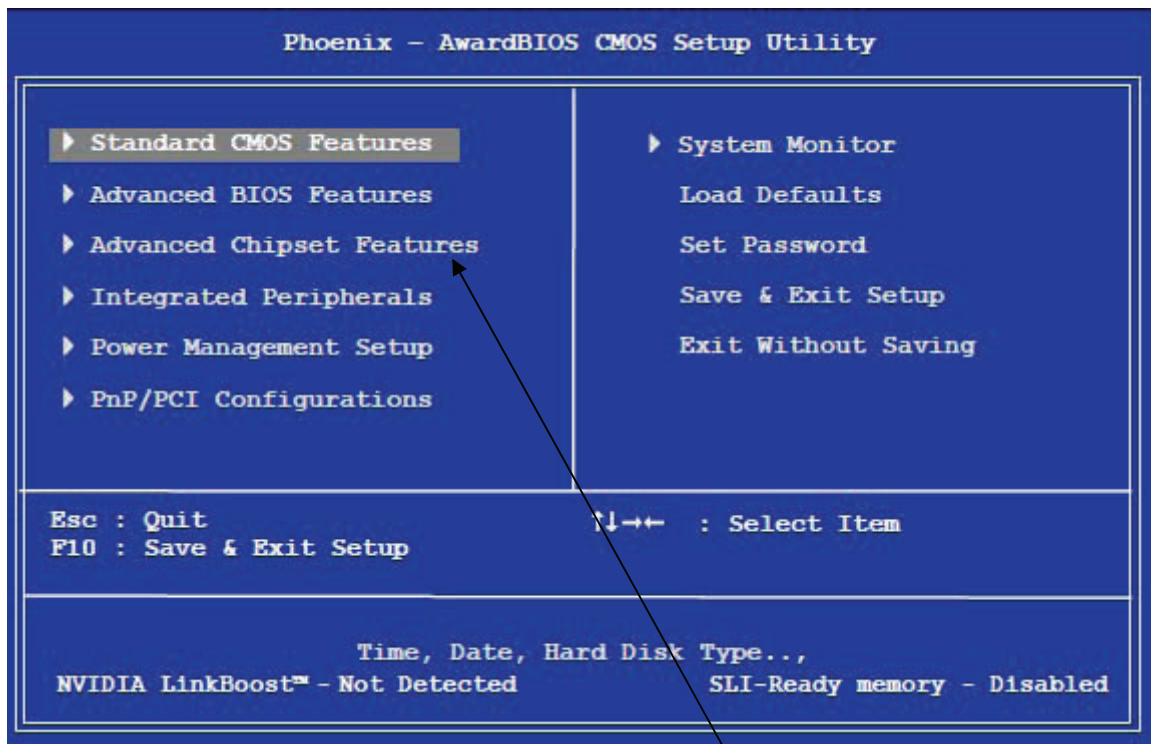 Phoenix – AwardBIOS CMOS Setup Utility
Standard CMOS Features
Advanced BIOS Features
Advanced Chipset Features
Integrated Peripherals
Power Management Setup
PnP/PCI Configurations
System Monitor
Load Defaults
Set Password
Save & Exit Setup
Exit Without Saving
Esc : Quit
F10 : Save & Exit Setup
↑↓→← : Select Item
Time, Date, Hard Disk Type..,
NVIDIA LinkBoost™ – Not Detected
SLI-Ready memory - Disabled